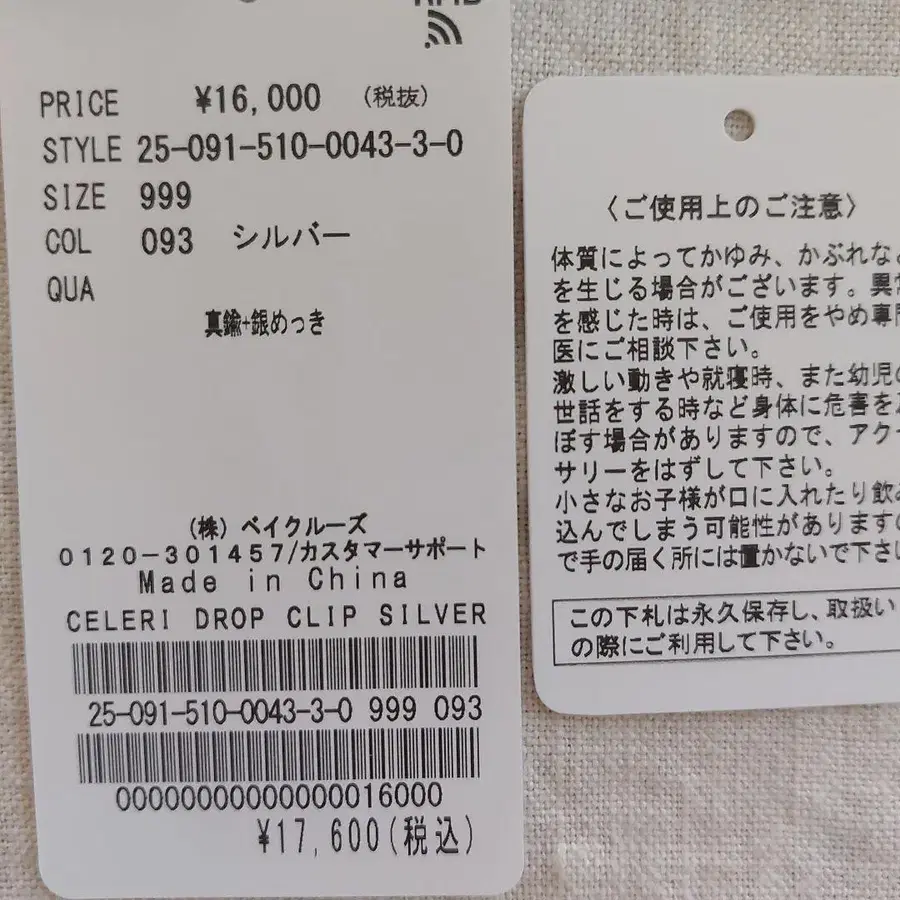 PRICE ¥16,000 (税抜)
STYLE 25-091-510-0043-3-0
SIZE 999
COL 093 シルバー
QUA
真鍮+銀めっき
(株) ベイクルーズ
0120-301457/カスタマーサポート
Made in China
CELERI DROP CLIP SILVER
25-091-510-0043-3-0 999 093
00000000000000016000
¥17,600(税込)
〈ご使用上のご注意〉
体質によってかゆみ、かぶれな
を生じる場合がございます。異常
を感じた時は、ご使用をやめ専門
医にご相談下さい。
激しい動きや就寝時、また幼児の
世話をする時など身体に危害を
ぼす場合がありますので、アク
サリーをはずして下さい。
小さなお子様が口に入れたり飲み
込んでしまう可能性がありますの
で手の届く所には置かないで下さい
この下札は永久保存し、取扱い
の際にご利用して下さい。